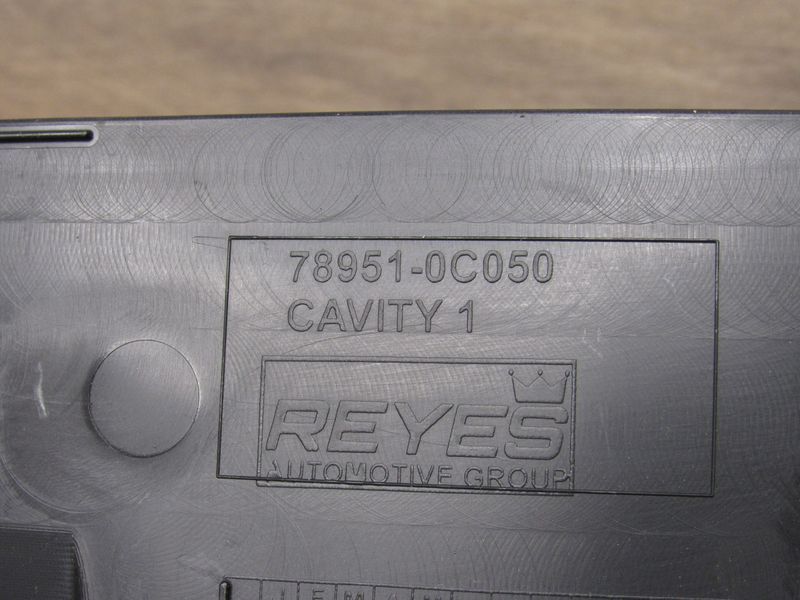 78951-0C050
CAVITY 1
REYES
AUTOMOTIVE GROUP